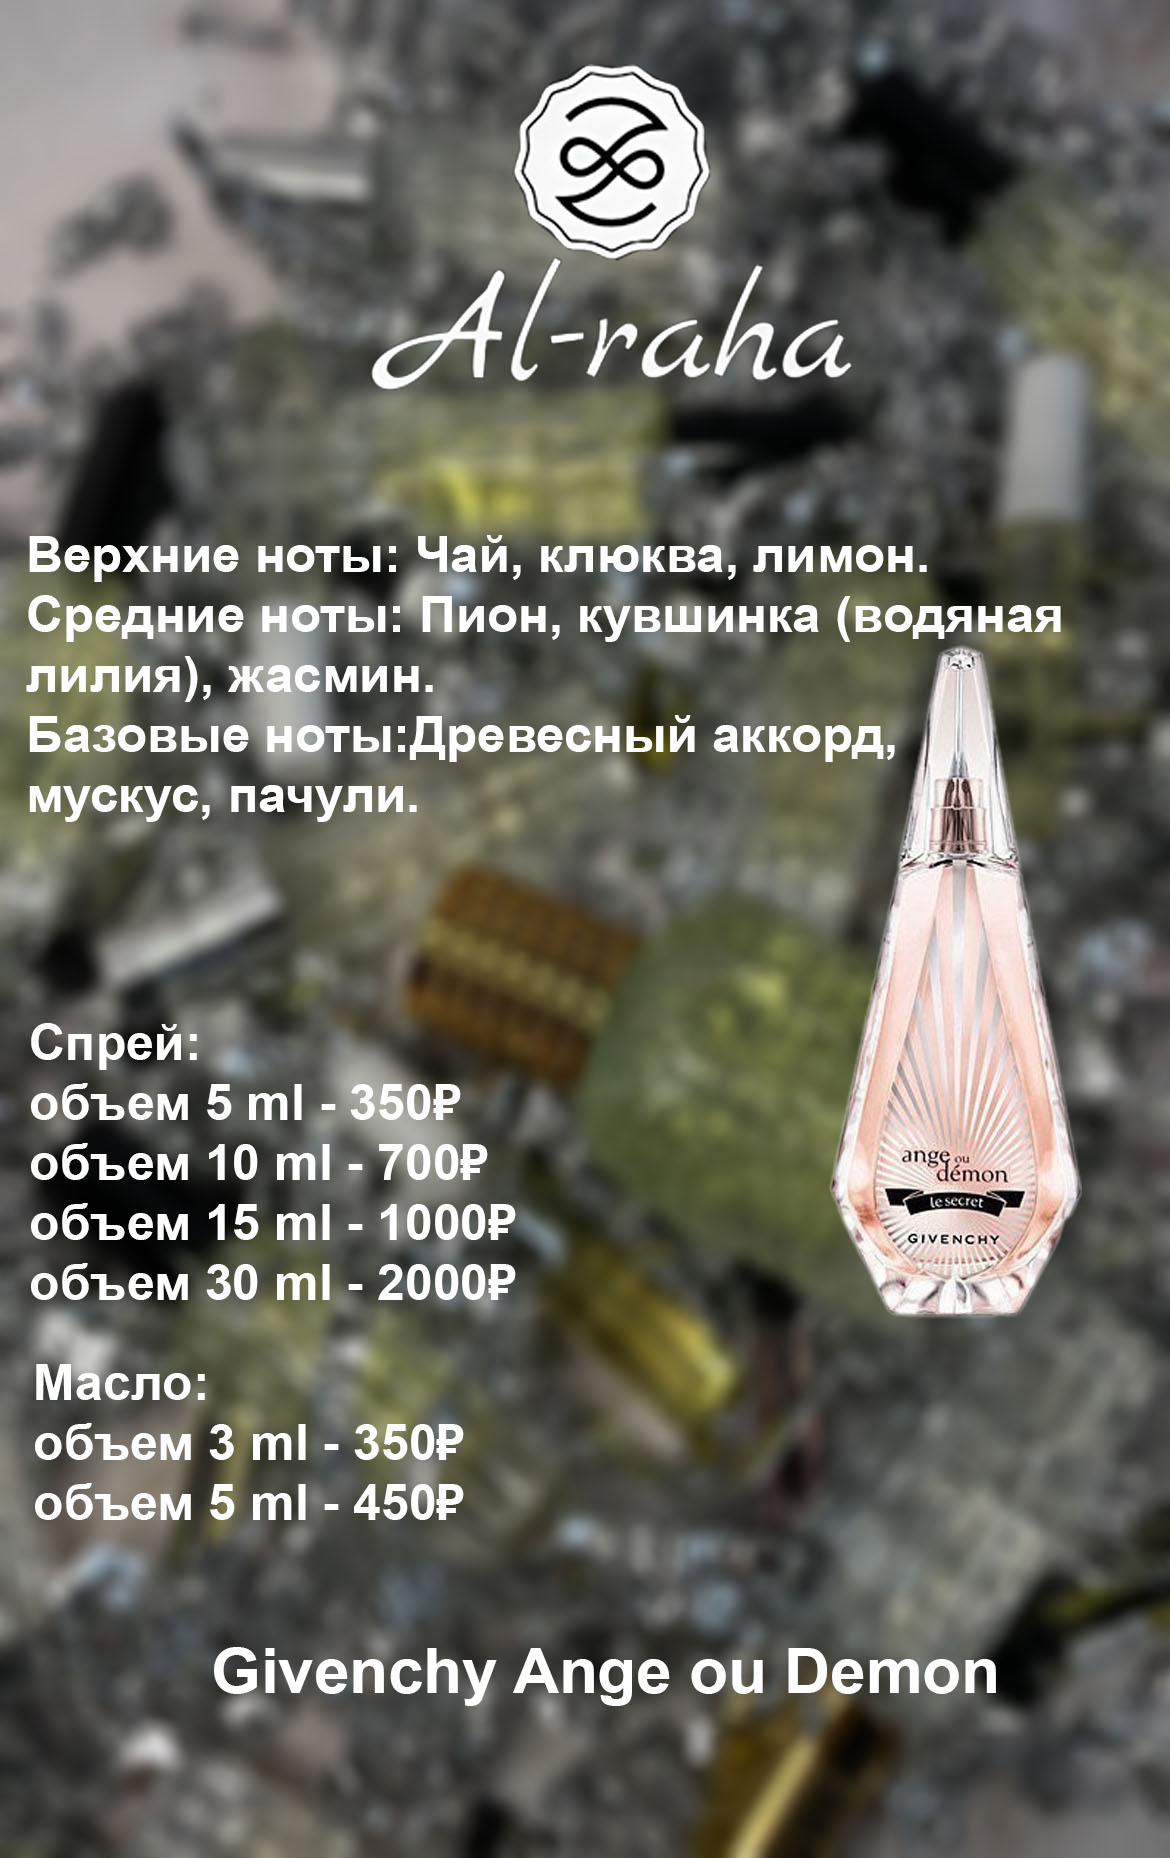 Al-raha
Верхние ноты: Чай, клюква, лимон.
Средние ноты: Пион, кувшинка (водяная
лилия), жасмин.
Базовые ноты:Древесный аккорд,
мускус, пачули.
Спрей:
объем 5 ml - 350₽
объем 10 ml - 700₽
объем 15 ml - 1000₽
объем 30 ml - 2000₽
ange ou
démon
le secret
GIVENCHY
Масло:
объем 3 ml - 350₽
объем 5 ml - 450₽
Givenchy Ange ou Demon